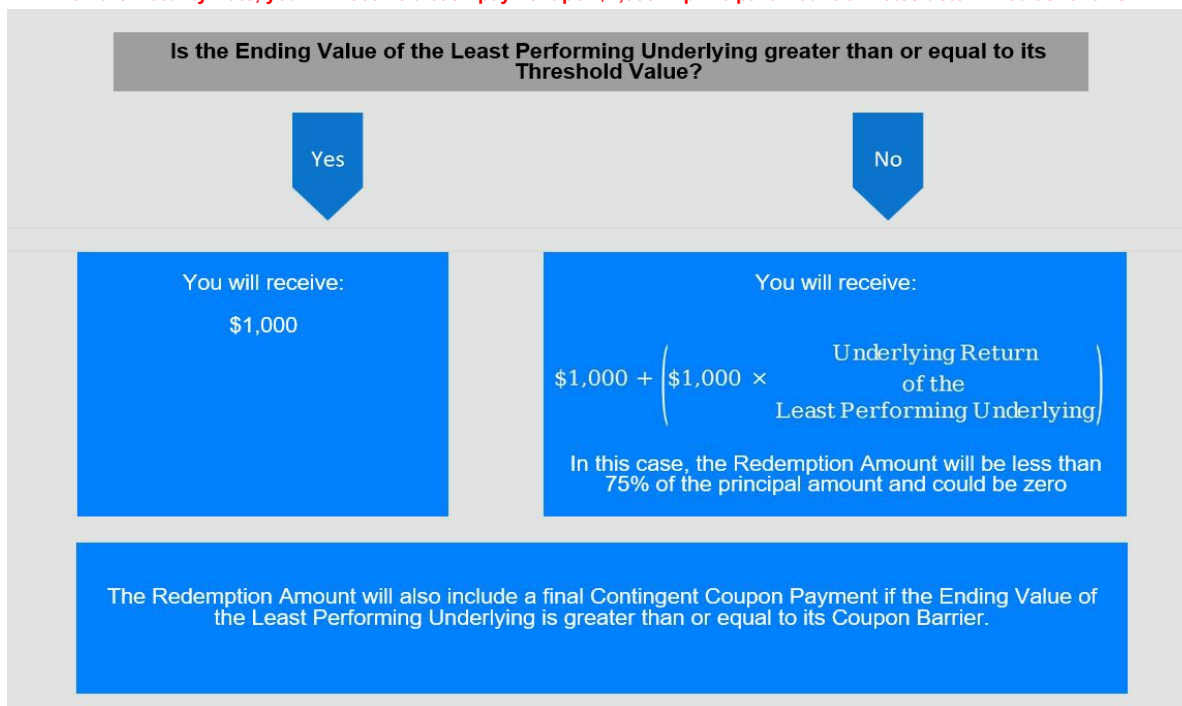 Is the Ending Value of the Least Performing Underlying greater than or equal to its
Threshold Value?
Yes
No
You will receive:
$1,000
You will receive:
$1,000 + ($1,000 × Underlying Return
of the
Least Performing Underlying)
In this case, the Redemption Amount will be less than
75% of the principal amount and could be zero
The Redemption Amount will also include a final Contingent Coupon Payment if the Ending Value of
the Least Performing Underlying is greater than or equal to its Coupon Barrier.